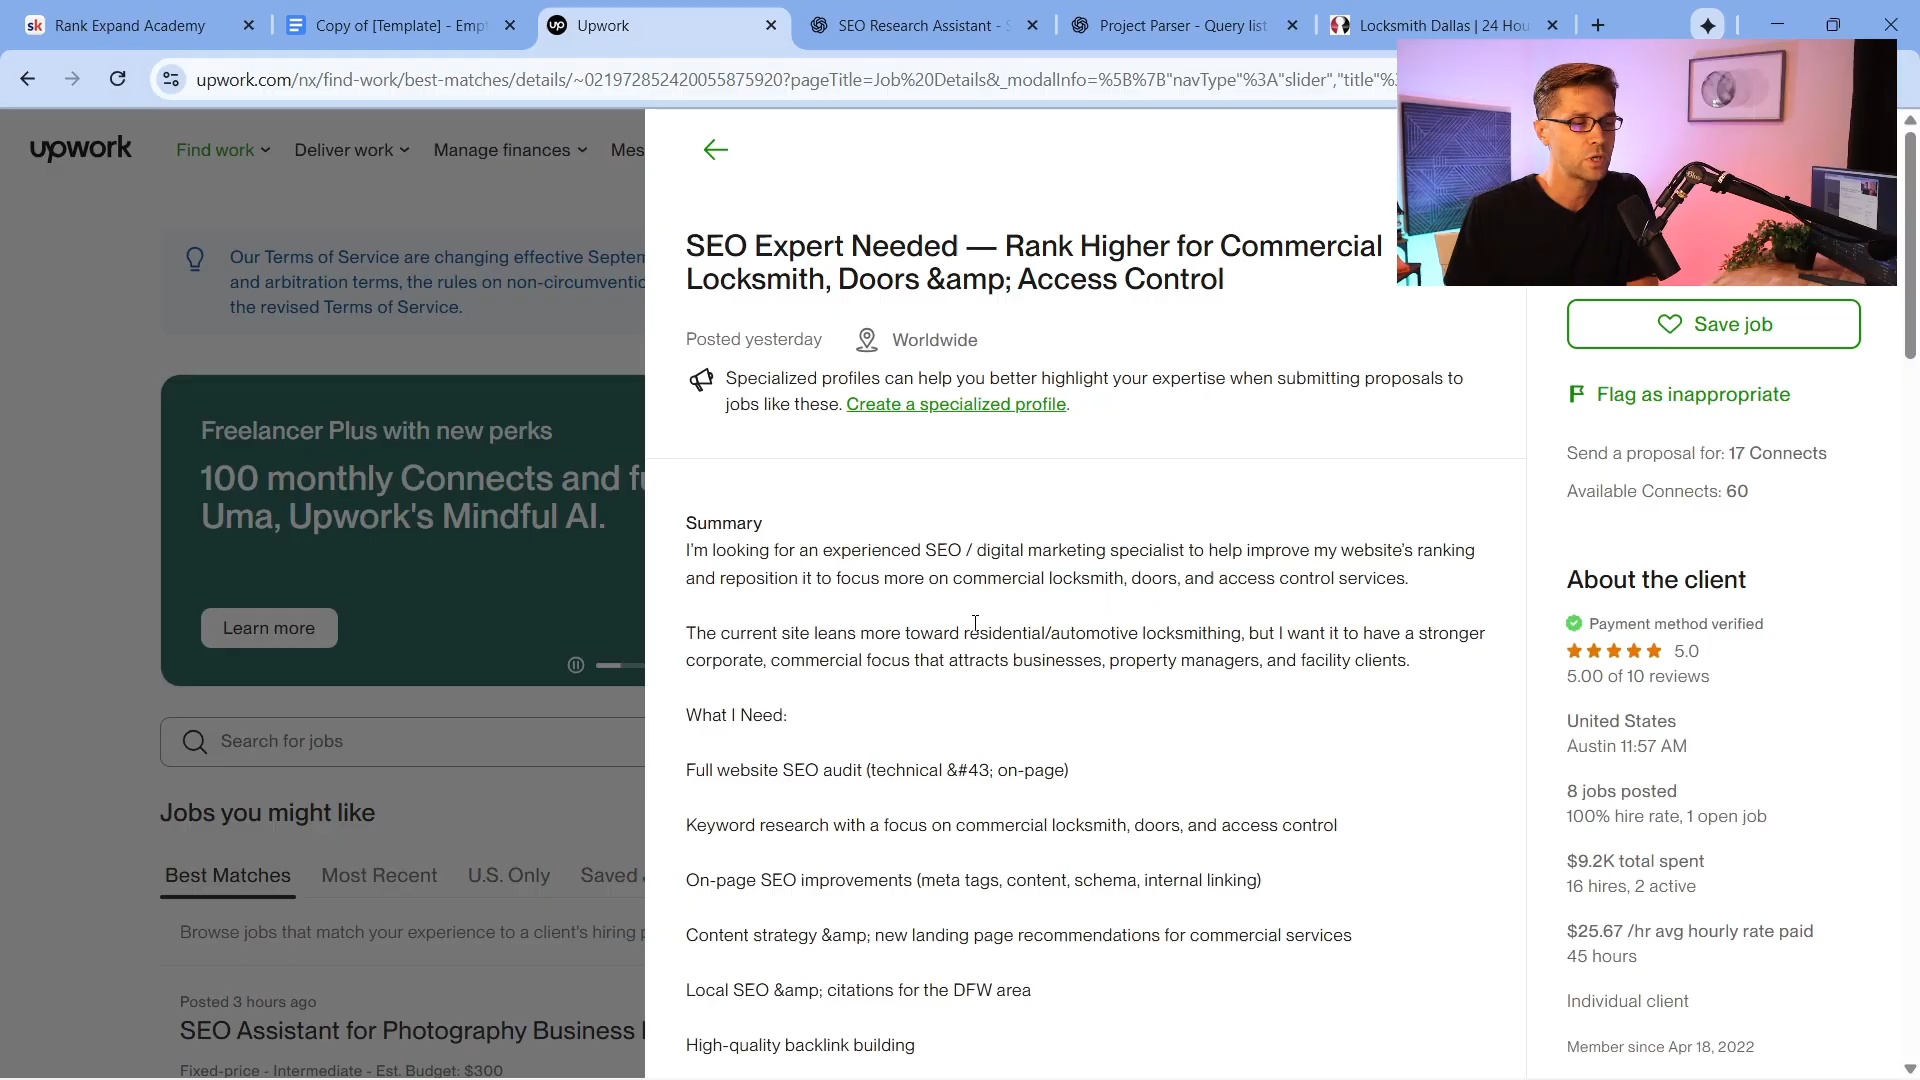 Rank Expand Academy
Copy of [Template] - Emp
Upwork
SEO Research Assistant -
Project Parser - Query list
Locksmith Dallas | 24 Hou
upwork.com/nx/find-work/best-matches/details/~021972852420055875920?pageTitle=Job%20Details&_modalInfo=%5B%7B"navType"%3A"slider","title"%
upwork
Find work
Deliver work
Manage finances
Mes
Our Terms of Service are changing effective Septem
and arbitration terms, the rules on non-circumventio
the revised Terms of Service.
Freelancer Plus with new perks
100 monthly Connects and fu
Uma, Upwork's Mindful AI.
Learn more
Search for jobs
Jobs you might like
Best Matches
Most Recent
U.S. Only
Saved
Browse jobs that match your experience to a client's hiring p
Posted 3 hours ago
SEO Assistant for Photography Business
Fixed-price - Intermediate - Est. Budget: $300
SEO Expert Needed — Rank Higher for Commercial
Locksmith, Doors &amp; Access Control
Posted yesterday
Worldwide
Specialized profiles can help you better highlight your expertise when submitting proposals to
jobs like these. Create a specialized profile.
Summary
I'm looking for an experienced SEO / digital marketing specialist to help improve my website's ranking
and reposition it to focus more on commercial locksmith, doors, and access control services.
The current site leans more toward residential/automotive locksmithing, but I want it to have a stronger
corporate, commercial focus that attracts businesses, property managers, and facility clients.
What I Need:
Full website SEO audit (technical &#43; on-page)
Keyword research with a focus on commercial locksmith, doors, and access control
On-page SEO improvements (meta tags, content, schema, internal linking)
Content strategy &amp; new landing page recommendations for commercial services
Local SEO &amp; citations for the DFW area
High-quality backlink building
Save job
Flag as inappropriate
Send a proposal for: 17 Connects
Available Connects: 60
About the client
Payment method verified
5.0
5.00 of 10 reviews
United States
Austin 11:57 AM
8 jobs posted
100% hire rate, 1 open job
$9.2K total spent
16 hires, 2 active
$25.67 /hr avg hourly rate paid
45 hours
Individual client
Member since Apr 18, 2022